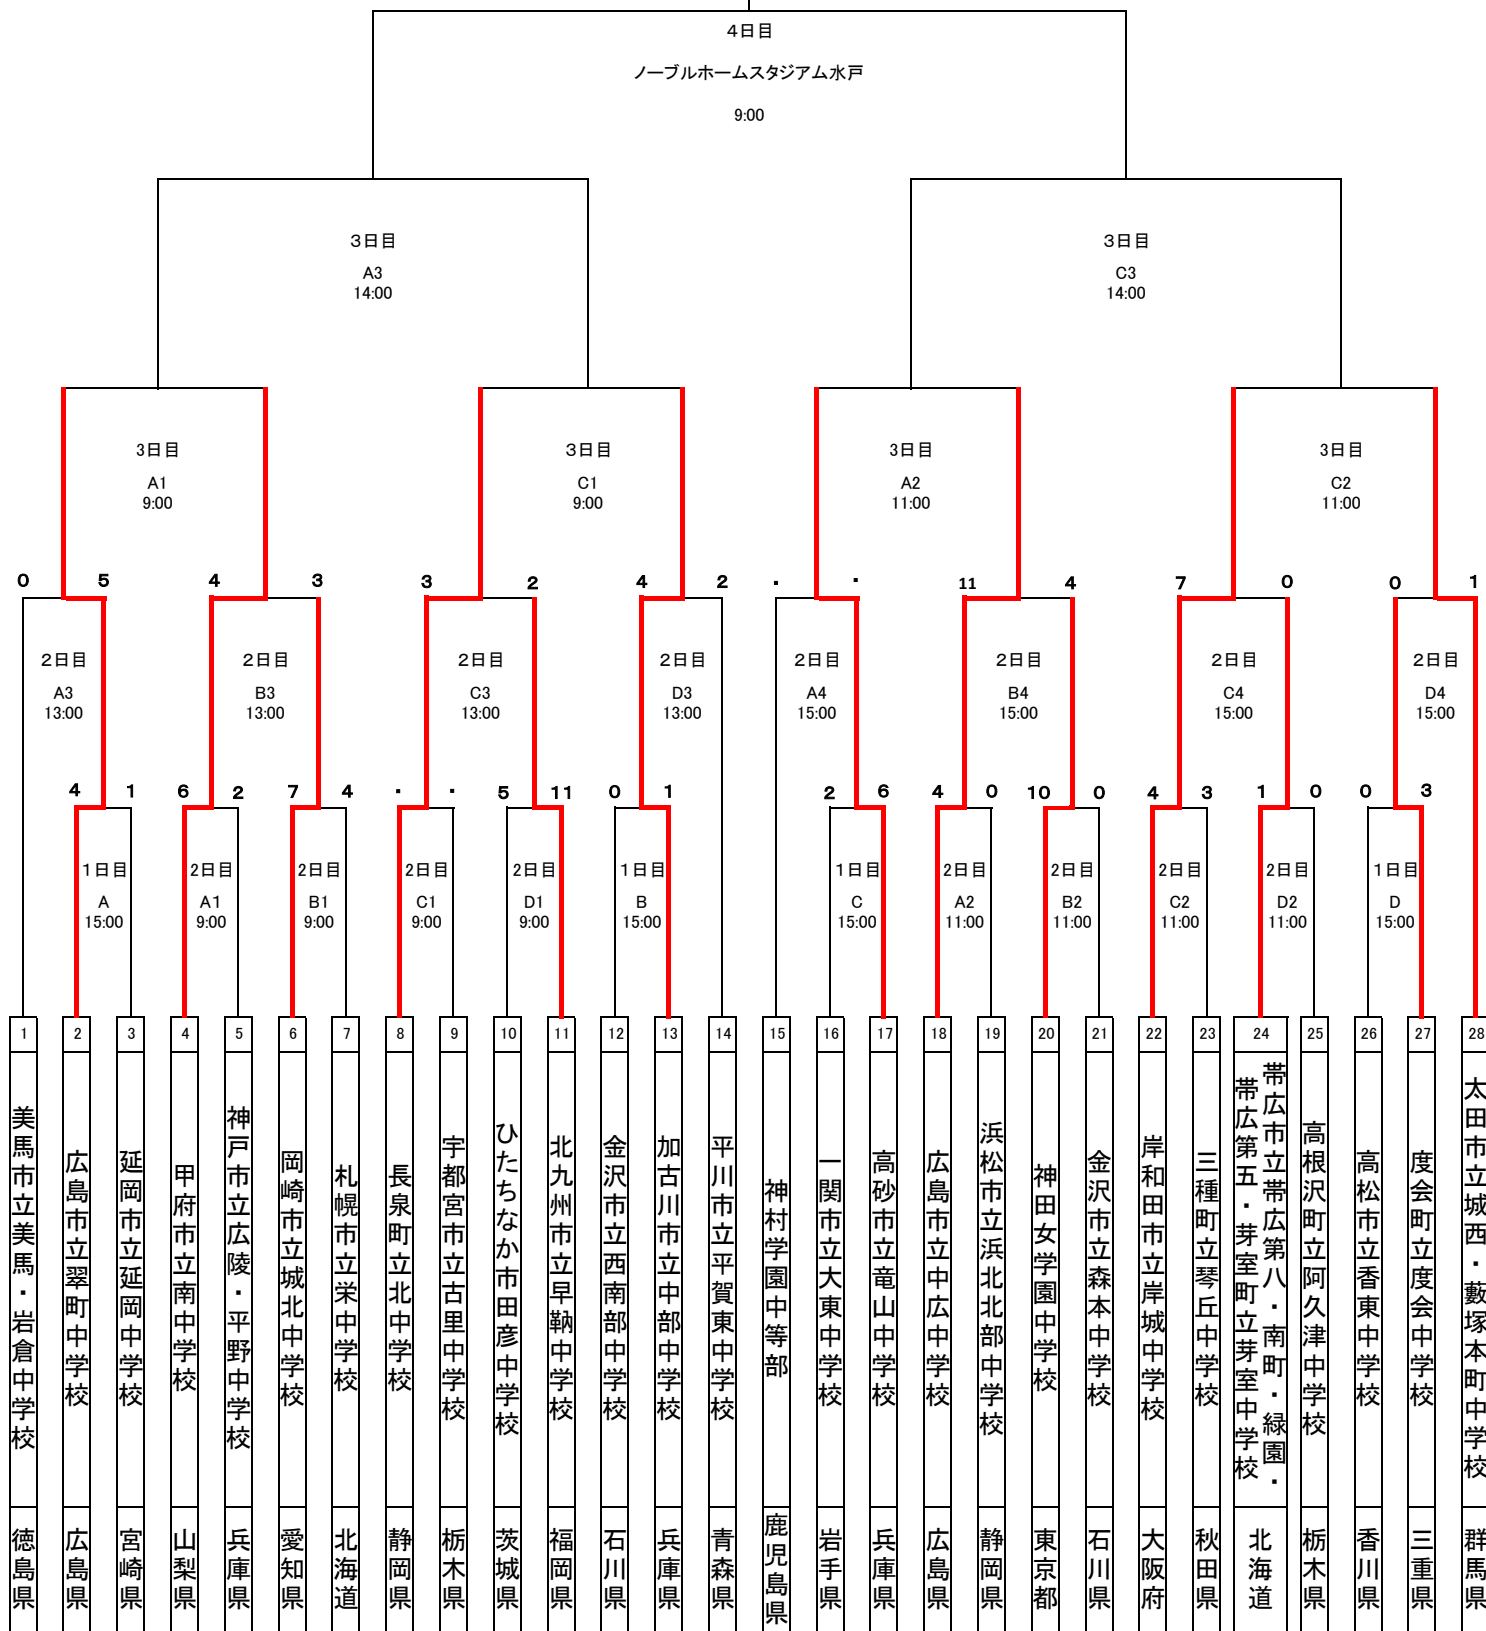 4日目
ノーブルホームスタジアム水戸
9:00
3日目
A3
14:00
3日目
C3
14:00
3日目
A1
9:00
3日目
C1
9:00
3日目
A2
11:00
3日目
C2
11:00
0 5 4 3 3 2 4 2 ・ ・ 11 4 7 0 0 1
2日目
A3
13:00
2日目
B3
13:00
2日目
C3
13:00
2日目
D3
13:00
2日目
A4
15:00
2日目
B4
15:00
2日目
C4
15:00
2日目
D4
15:00
4 1 6 2 7 4 ・ ・ 5 11 0 1 2 6 4 0 10 0 4 3 1 0 0 3
1日目
A
15:00
2日目
A1
9:00
2日目
B1
9:00
2日目
C1
9:00
2日目
D1
9:00
1日目
B
15:00
1日目
C
15:00
2日目
A2
11:00
2日目
B2
11:00
2日目
C2
11:00
2日目
D2
11:00
1日目
D
15:00
1
美馬市立美馬・岩倉中学校
徳島県
2
広島市立翠町中学校
広島県
3
延岡市立延岡中学校
宮崎県
4
甲府市立南中学校
山梨県
5
神戸市立広陵・平野中学校
兵庫県
6
岡崎市立城北中学校
愛知県
7
札幌市立栄中学校
北海道
8
長泉町立北中学校
静岡県
9
宇都宮市立古里中学校
栃木県
10
ひたちなか市田彦中学校
茨城県
11
北九州市立早鞆中学校
福岡県
12
金沢市立西南部中学校
石川県
13
加古川市立中部中学校
兵庫県
14
平川市立平賀東中学校
青森県
15
神村学園中等部
鹿児島県
16
一関市立大東中学校
岩手県
17
高砂市立竜山中学校
兵庫県
18
広島市立中広中学校
広島県
19
浜松市立浜北北部中学校
静岡県
20
神田女学園中学校
東京都
21
金沢市立森本中学校
石川県
22
岸和田市立岸城中学校
大阪府
23
三種町立琴丘中学校
秋田県
24
帯広市立帯広第八・南町・緑園・
帯広第五・芽室町立芽室中学校
北海道
25
高根沢町立阿久津中学校
栃木県
26
高松市立香東中学校
香川県
27
度会町立度会中学校
三重県
28
太田市立城西・藪塚本町中学校
群馬県